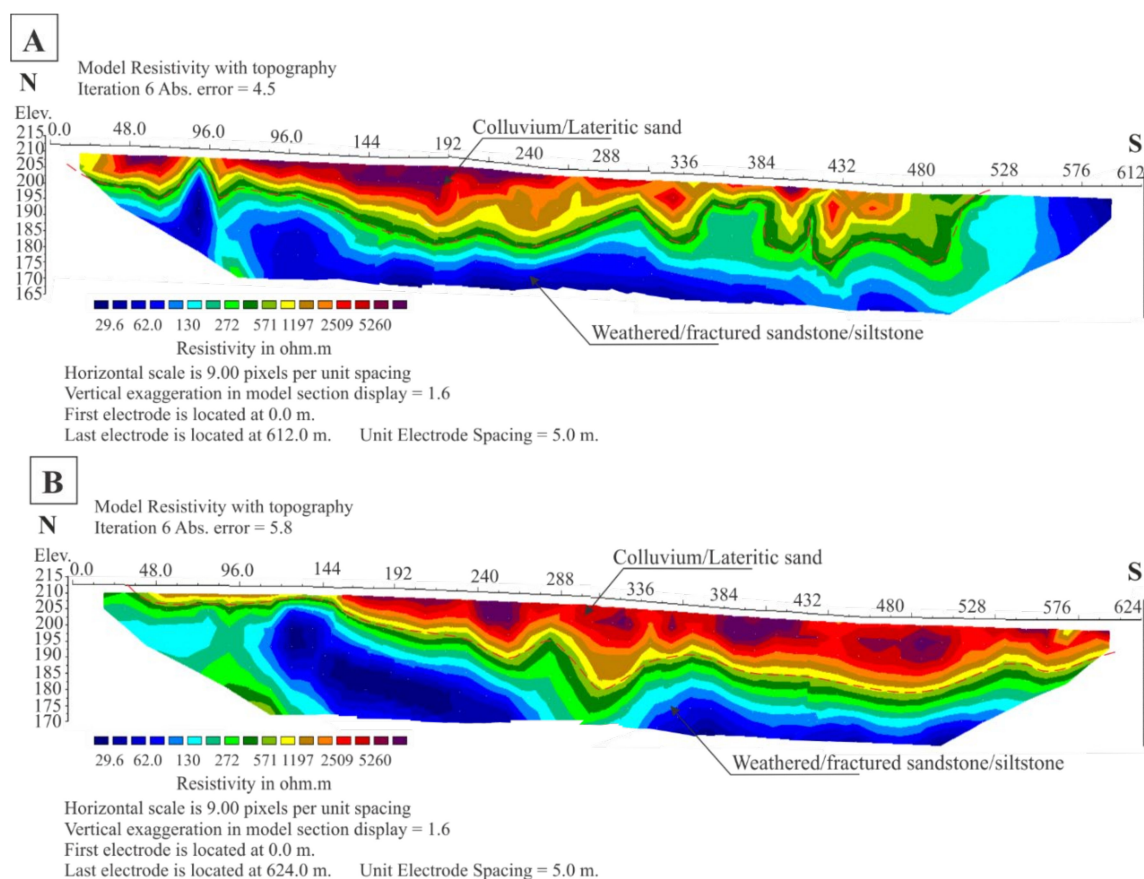 A
Model Resistivity with topography
N Iteration 6 Abs. error = 4.5
Elev.
0.0 48.0 96.0 96.0 144 192 240 288 336 384 432 480 528 576 612
Colluvium/Lateritic sand
S
215
210
205
200
195
190
185
180
170
165
Weathered/fractured sandstone/siltstone
29.6 62.0 130 272 571 1197 2509 5260
Resistivity in ohm.m
Horizontal scale is 9.00 pixels per unit spacing
Vertical exaggeration in model section display = 1.6
First electrode is located at 0.0 m.
Last electrode is located at 612.0 m. Unit Electrode Spacing = 5.0 m.
B
Model Resistivity with topography
N Iteration 6 Abs. error = 5.8
Elev.
0.0 48.0 96.0 144 192 240 288 336 384 432 480 528 576 624
Colluvium/Lateritic sand
S
215
210
205
200
195
190
185
180
170
Weathered/fractured sandstone/siltstone
29.6 62.0 130 272 571 1197 2509 5260
Resistivity in ohm.m
Horizontal scale is 9.00 pixels per unit spacing
Vertical exaggeration in model section display = 1.6
First electrode is located at 0.0 m.
Last electrode is located at 624.0 m. Unit Electrode Spacing = 5.0 m.